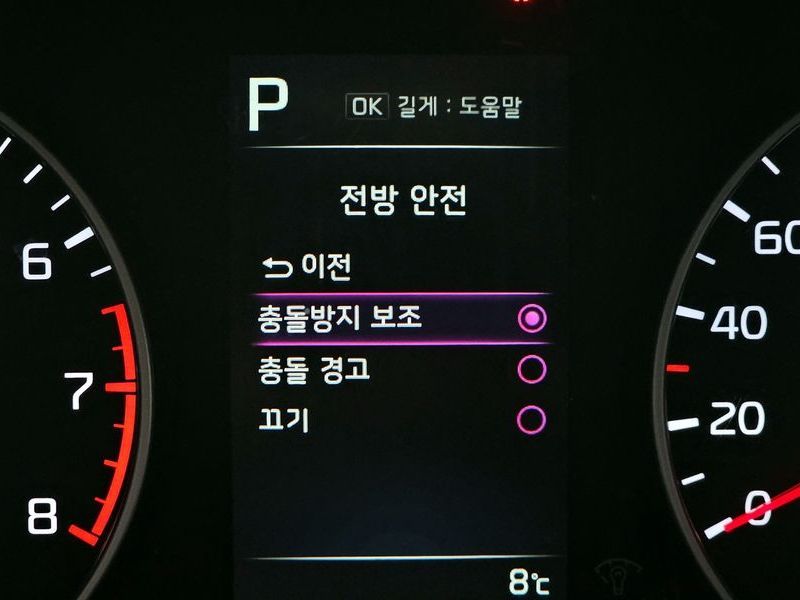 P
OK 길게 : 도움말
전방 안전
이전
충돌방지 보조
충돌 경고
끄기
8℃
6
7
8
60
40
20
0